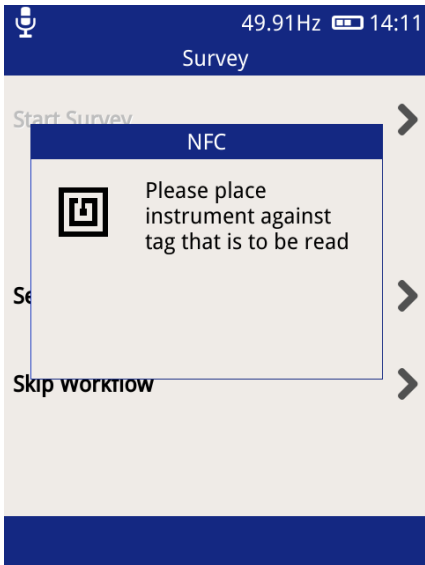 49.91Hz 14:11
Survey
Start Survey
NFC
Please place
instrument against
tag that is to be read
Skip Workflow